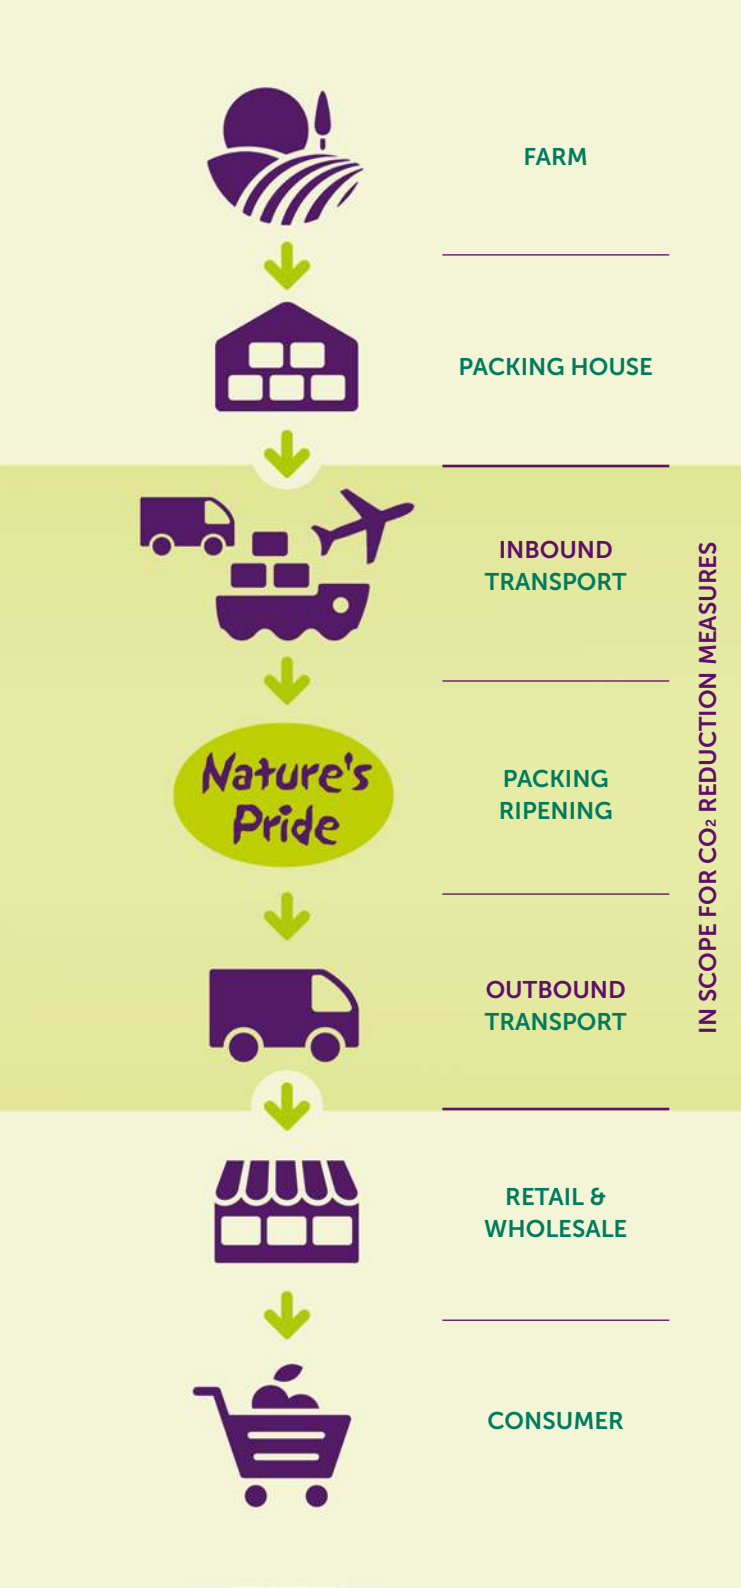 FARM
PACKING HOUSE
INBOUND
TRANSPORT
Nature's
Pride
PACKING
RIPENING
OUTBOUND
TRANSPORT
IN SCOPE FOR CO₂ REDUCTION MEASURES
RETAIL &
WHOLESALE
CONSUMER